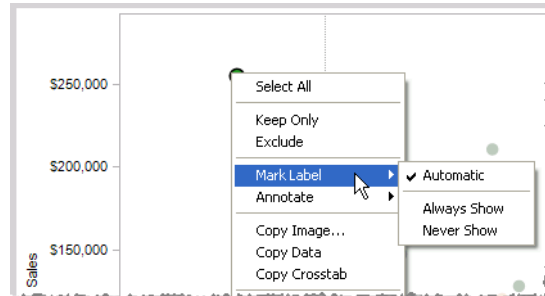 $250,000
Select All
Keep Only
Exclude
$200,000
Mark Label
Automatic
Annotate
Always Show
Copy Image...
Never Show
Sales
$150,000
Copy Data
Copy Crosstab